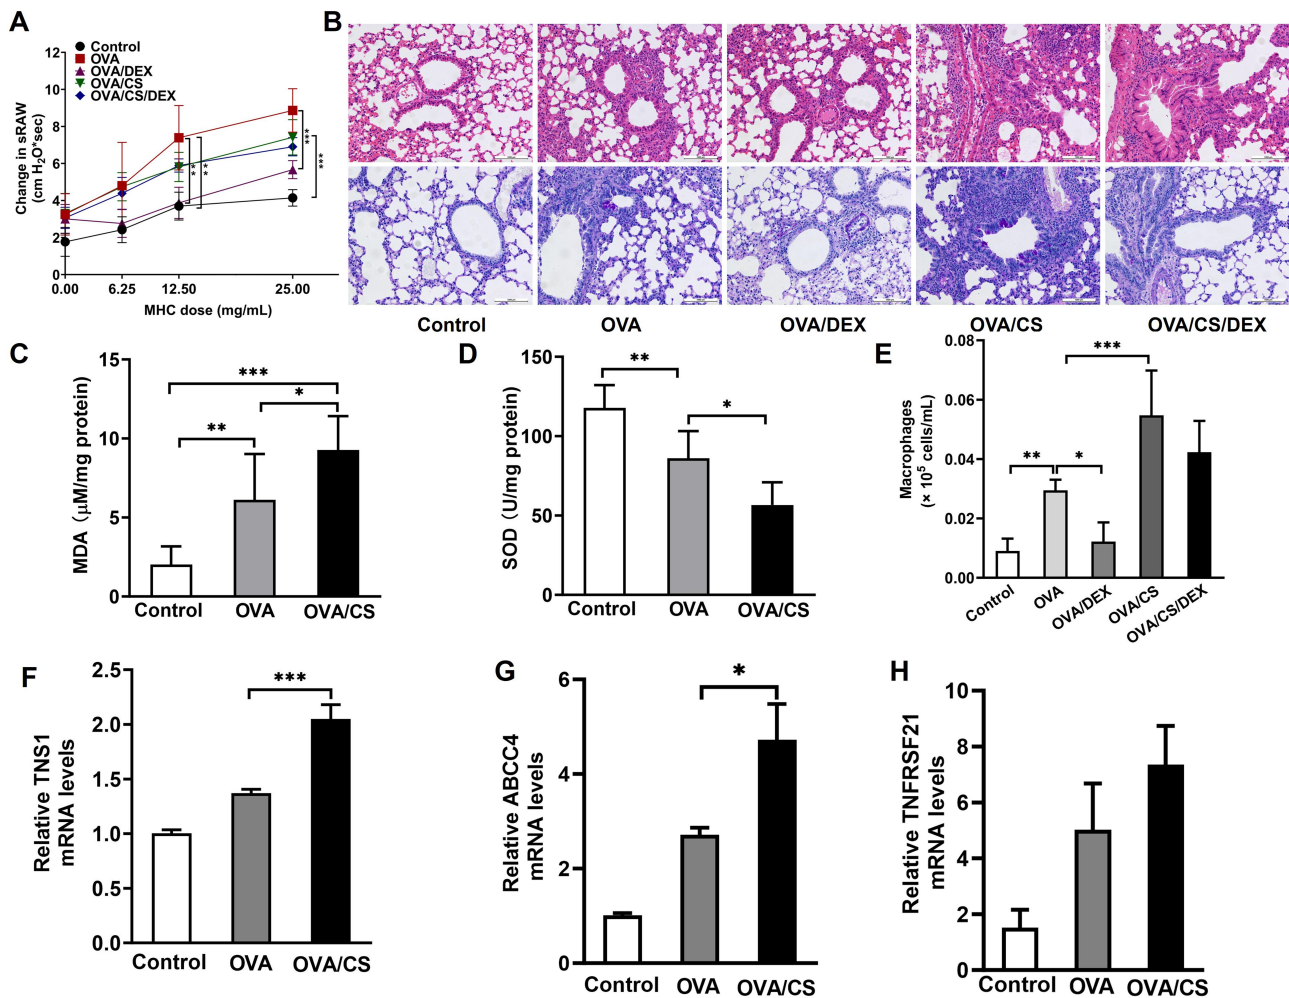 A
Control
OVA
OVA/DEX
OVA/CS
OVA/CS/DEX
Change in sRAW
(cm H₂O*sec)
12
10
8
6
4
2
0
0.00 6.25 12.50 25.00
MHC dose (mg/mL)
**
**
***
***
B
Control OVA OVA/DEX OVA/CS OVA/CS/DEX
C
MDA (μM/mg protein)
15
10
5
0
***
*
**
Control OVA OVA/CS
D
SOD (U/mg protein)
150
100
50
0
**
*
Control OVA OVA/CS
E
Macrophages
(× 10⁵ cells/mL)
0.08
0.06
0.04
0.02
0.00
***
** *
Control OVA OVA/DEX OVA/CS OVA/CS/DEX
F
Relative TNS1
mRNA levels
2.5
2.0
1.5
1.0
0.5
0.0
***
Control OVA OVA/CS
G
Relative ABCC4
mRNA levels
6
4
2
0
*
Control OVA OVA/CS
H
Relative TNFRSF21
mRNA levels
10
8
6
4
2
0
Control OVA OVA/CS